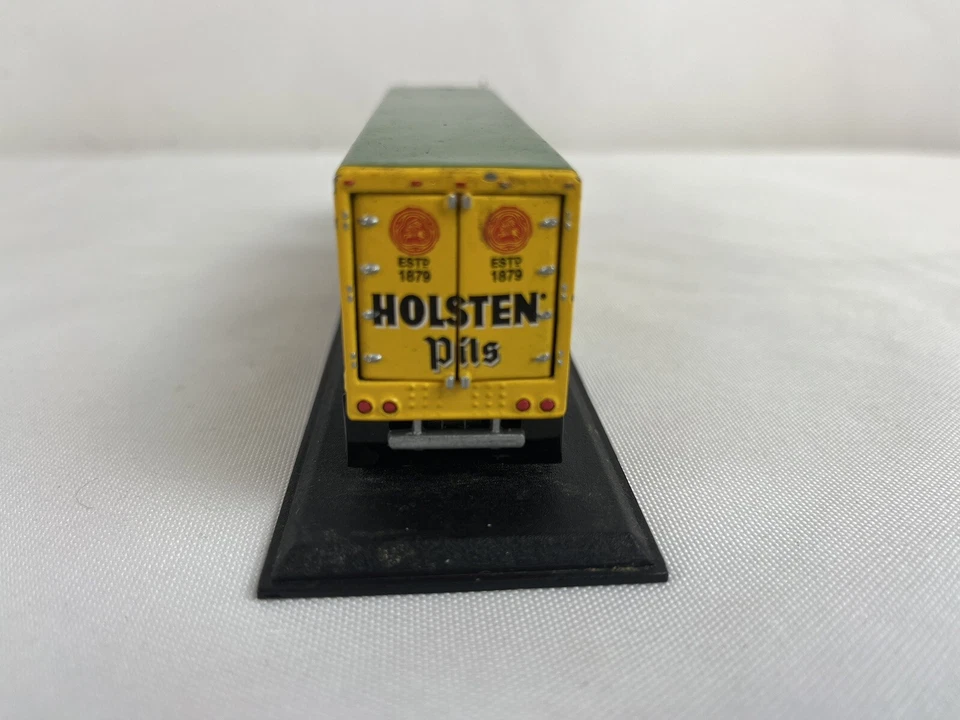 ESTD ESTD
1879 1879
HOLSTEN
Pils